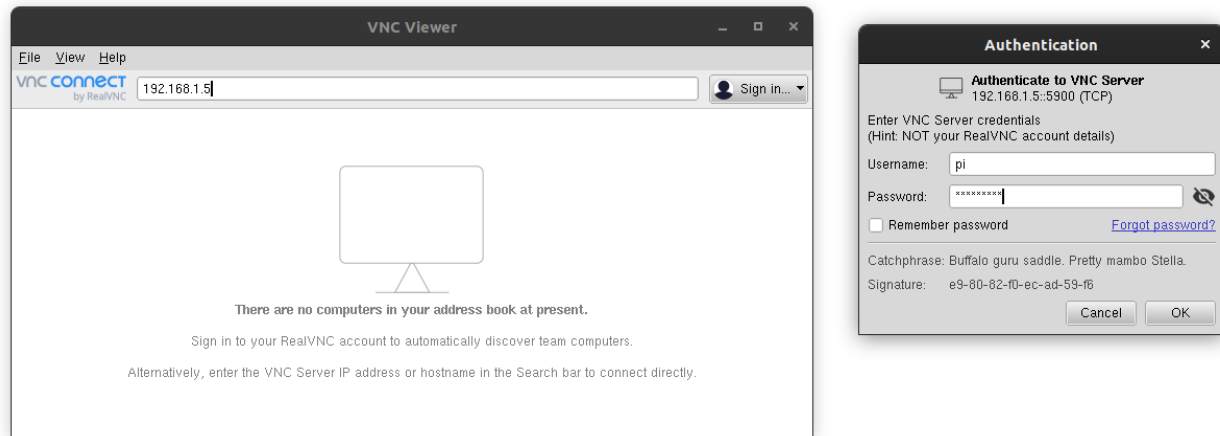 VNC Viewer
File View Help
vnc connect
by RealVNC
192.168.1.5
Sign in...
There are no computers in your address book at present.
Sign in to your RealVNC account to automatically discover team computers.
Alternatively, enter the VNC Server IP address or hostname in the Search bar to connect directly.
Authentication
Authenticate to VNC Server
192.168.1.5::5900 (TCP)
Enter VNC Server credentials
(Hint: NOT your RealVNC account details)
Username: pi
Password: *********
Remember password Forgot password?
Catchphrase: Buffalo guru saddle. Pretty mambo Stella.
Signature: e9-80-82-f0-ec-ad-59-f6
Cancel OK